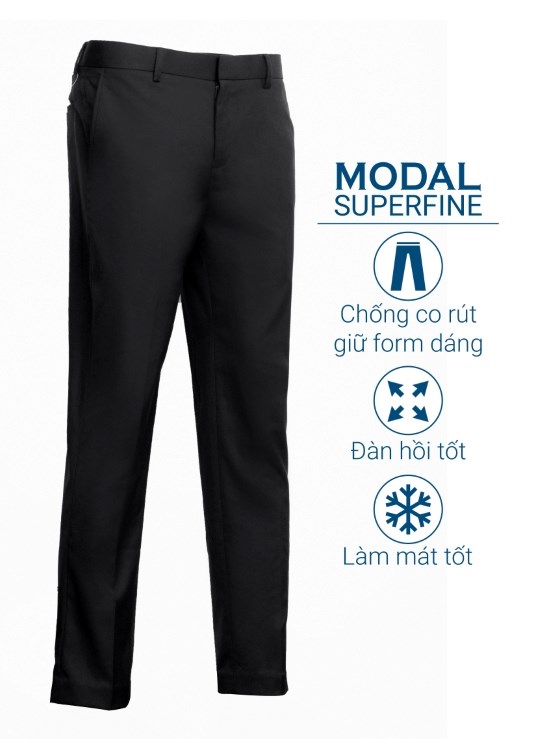 MODAL
SUPERFINE
Chống co rút
giữ form dáng
Đàn hồi tốt
Làm mát tốt